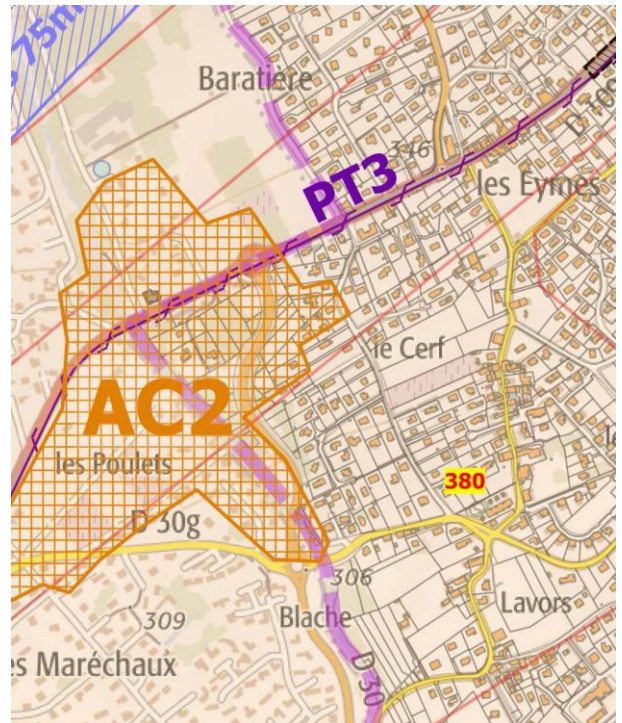 75m
Baratière
D 30g
346
PT3
les Eymes
le Cerf
AC2
les Poulets
380
D 30g
306
Lavors
309
Blache
es Maréchaux
D 30